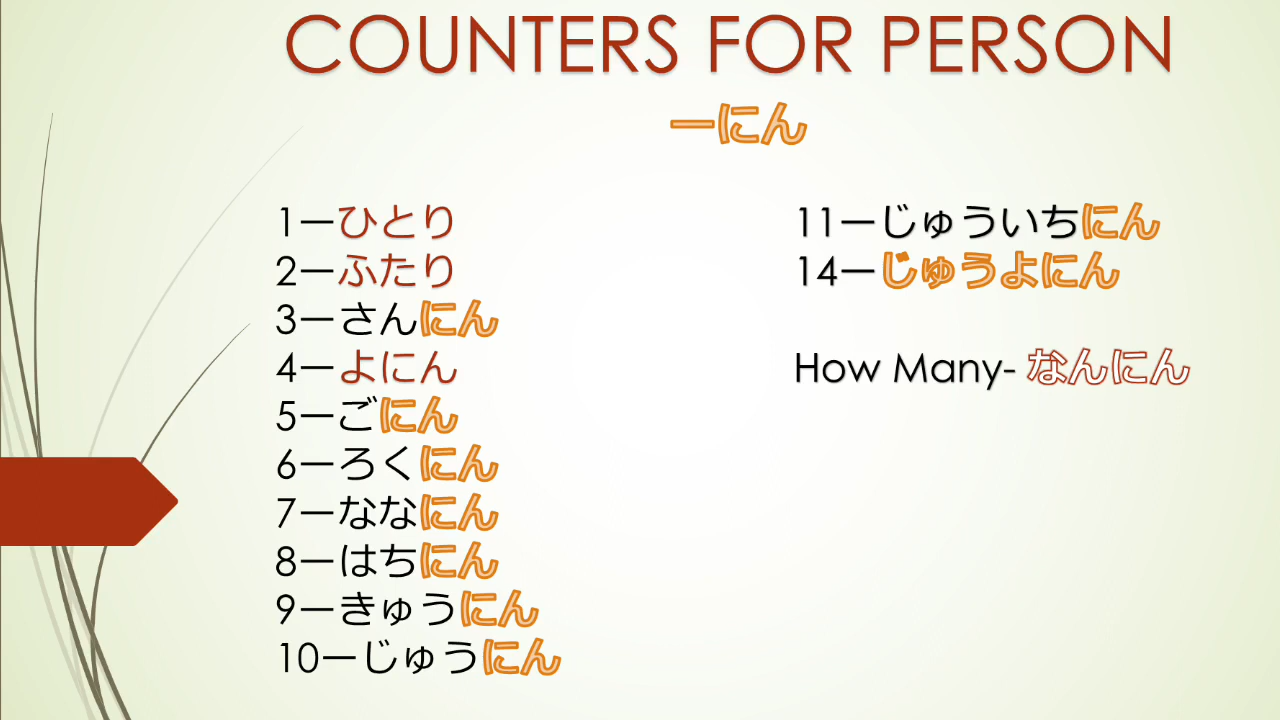 COUNTERS FOR PERSON
ーにん
1ーひとり
2ーふたり
3ーさんにん
4ーよにん
5ーごにん
6ーろくにん
7ーななにん
8ーはちにん
9ーきゅうにん
10ーじゅうにん
11ーじゅういちにん
14ーじゅうよにん
How Many- なんにん